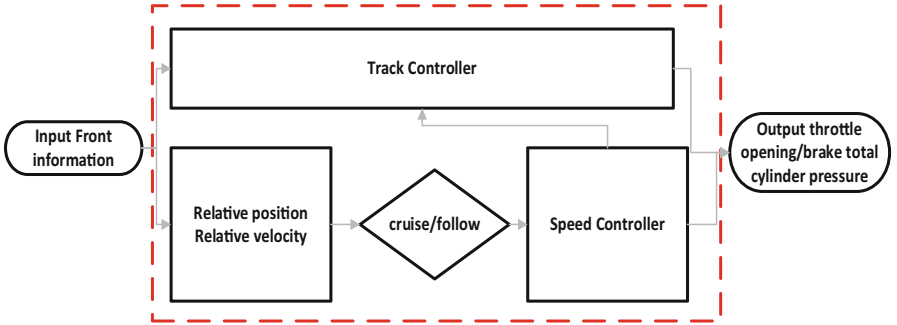 Track Controller
Input Front
information
Relative position
Relative velocity
cruise/follow
Speed Controller
Output throttle
opening/brake total
cylinder pressure